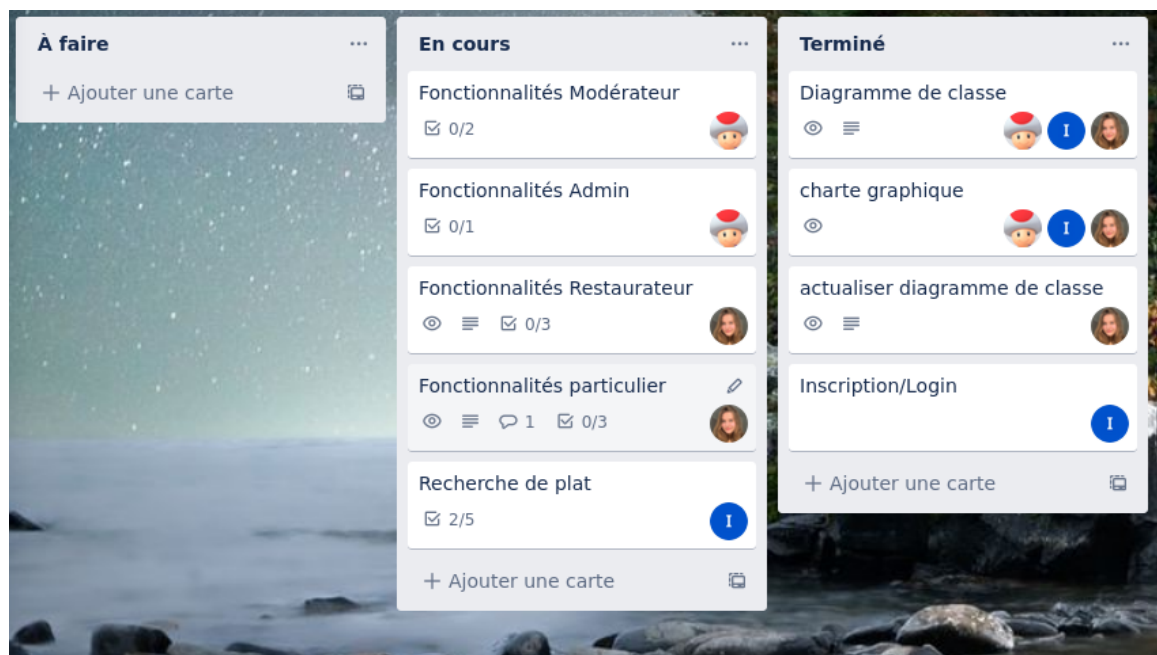 À faire
+ Ajouter une carte
En cours
Fonctionnalités Modérateur
0/2
Fonctionnalités Admin
0/1
Fonctionnalités Restaurateur
0/3
Fonctionnalités particulier
1 0/3
Recherche de plat
2/5
I
+ Ajouter une carte
Terminé
Diagramme de classe
I
charte graphique
I
actualiser diagramme de classe
Inscription/Login
I
+ Ajouter une carte